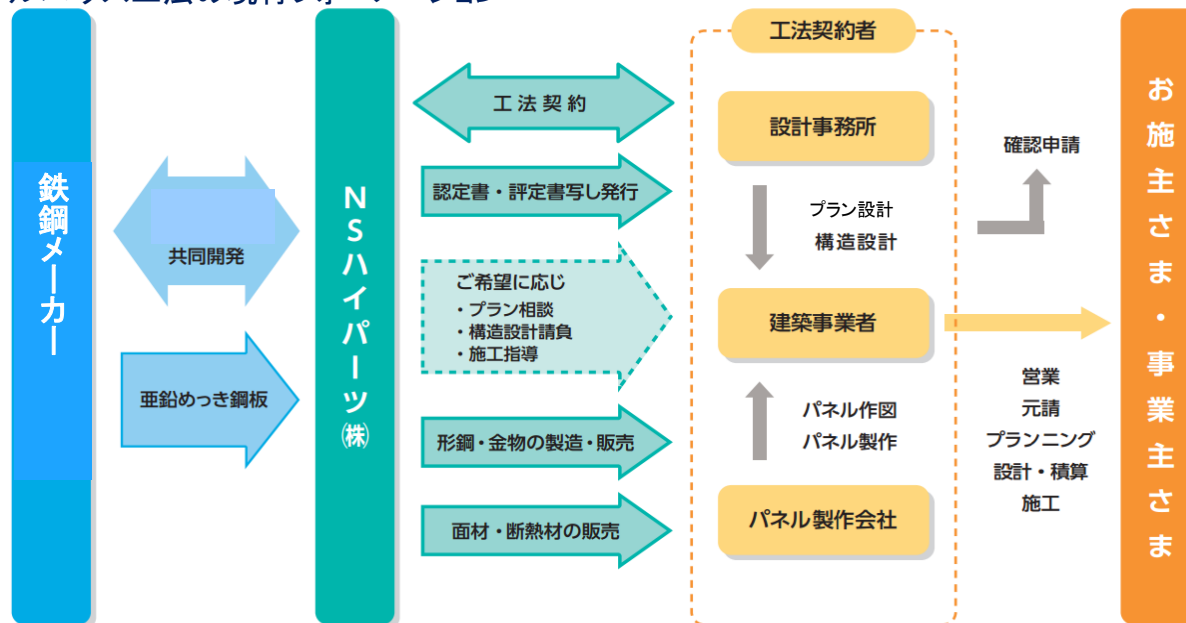 鉄鋼メーカー
共同開発
亜鉛めっき鋼板
NSハイパーツ㈱
工法契約
認定書・評定書写し発行
ご希望に応じ
・プラン相談
・構造設計請負
・施工指導
形鋼・金物の製造・販売
面材・断熱材の販売
工法契約者
設計事務所
プラン設計
構造設計
建築事業者
パネル作図
パネル製作
パネル製作会社
確認申請
営業
元請
プランニング
設計・積算
施工
お施主さま・事業主さま